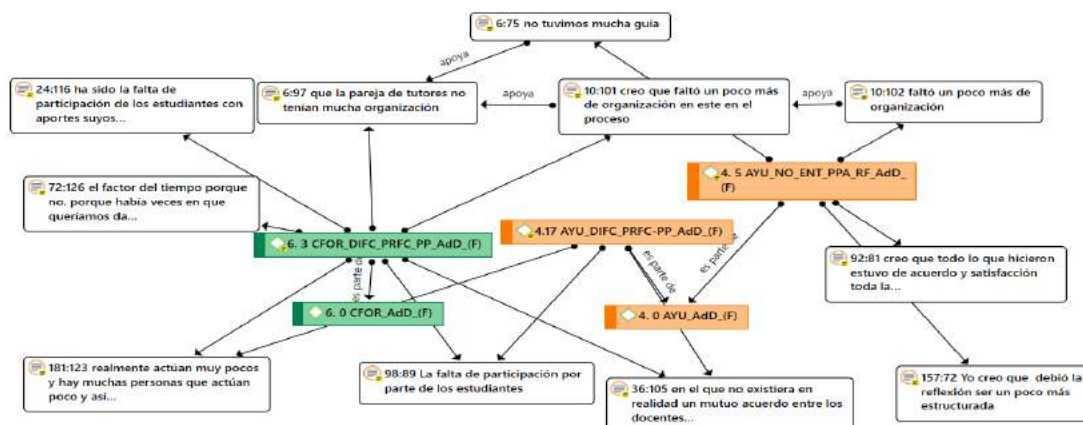 6:75 no tuvimos mucha guía
apoya
24:116 ha sido la falta de
participación de los estudiantes con
aportes suyos...
6:97 que la pareja de tutores no
tenían mucha organización
apoya
10:101 creo que faltó un poco más
de organización en este en el
proceso
apoya
10:102 faltó un poco más de
organización
72:126 el factor del tiempo porque
no. porque había veces en que
queríamos da...
4. 5 AYU_NO_ENT_PPA_RF_AdD_
(F)
6. 3 CFOR_DIFC_PRFC_PP_AdD_(F)
4.17 AYU_DIFC_PRFC-PP_AdD_(F)
es parte de
es parte de
es parte de
92:81 creo que todo lo que hicieron
estuvo de acuerdo y satisfacción
toda la...
6. 0 CFOR_AdD_(F)
4. 0 AYU_AdD_(F)
181:123 realmente actúan muy pocos
y hay muchas personas que actúan
poco y asi...
98:89 La falta de participación por
parte de los estudiantes
36:105 en el que no existiera en
realidad un mutuo acuerdo entre los
docentes...
157:72 Yo creo que debió la
reflexión ser un poco más
estructurada